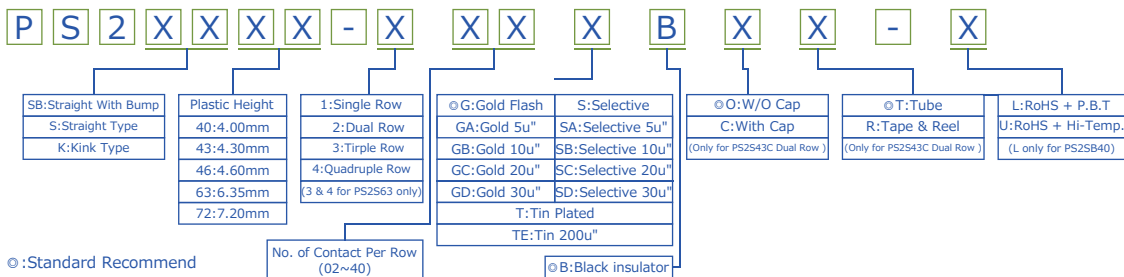 P S 2 X X X X - X X X X B X X - X
SB:Straight With Bump
S:Straight Type
K:Kink Type
Plastic Height
40:4.00mm
43:4.30mm
46:4.60mm
63:6.35mm
72:7.20mm
1:Single Row
2:Dual Row
3:Tirple Row
4:Quadruple Row
(3 & 4 for PS2S63 only)
No. of Contact Per Row
(02~40)
◎G:Gold Flash S:Selective
GA:Gold 5u" SA:Selective 5u"
GB:Gold 10u" SB:Selective 10u"
GC:Gold 20u" SC:Selective 20u"
GD:Gold 30u" SD:Selective 30u"
T:Tin Plated
TE:Tin 200u"
◎B:Black insulator
◎O:W/O Cap
C:With Cap
(Only for PS2S43C Dual Row )
◎T:Tube
R:Tape & Reel
(Only for PS2S43C Dual Row )
L:RoHS + P.B.T
U:RoHS + Hi-Temp.
(L only for PS2SB40)
◎:Standard Recommend